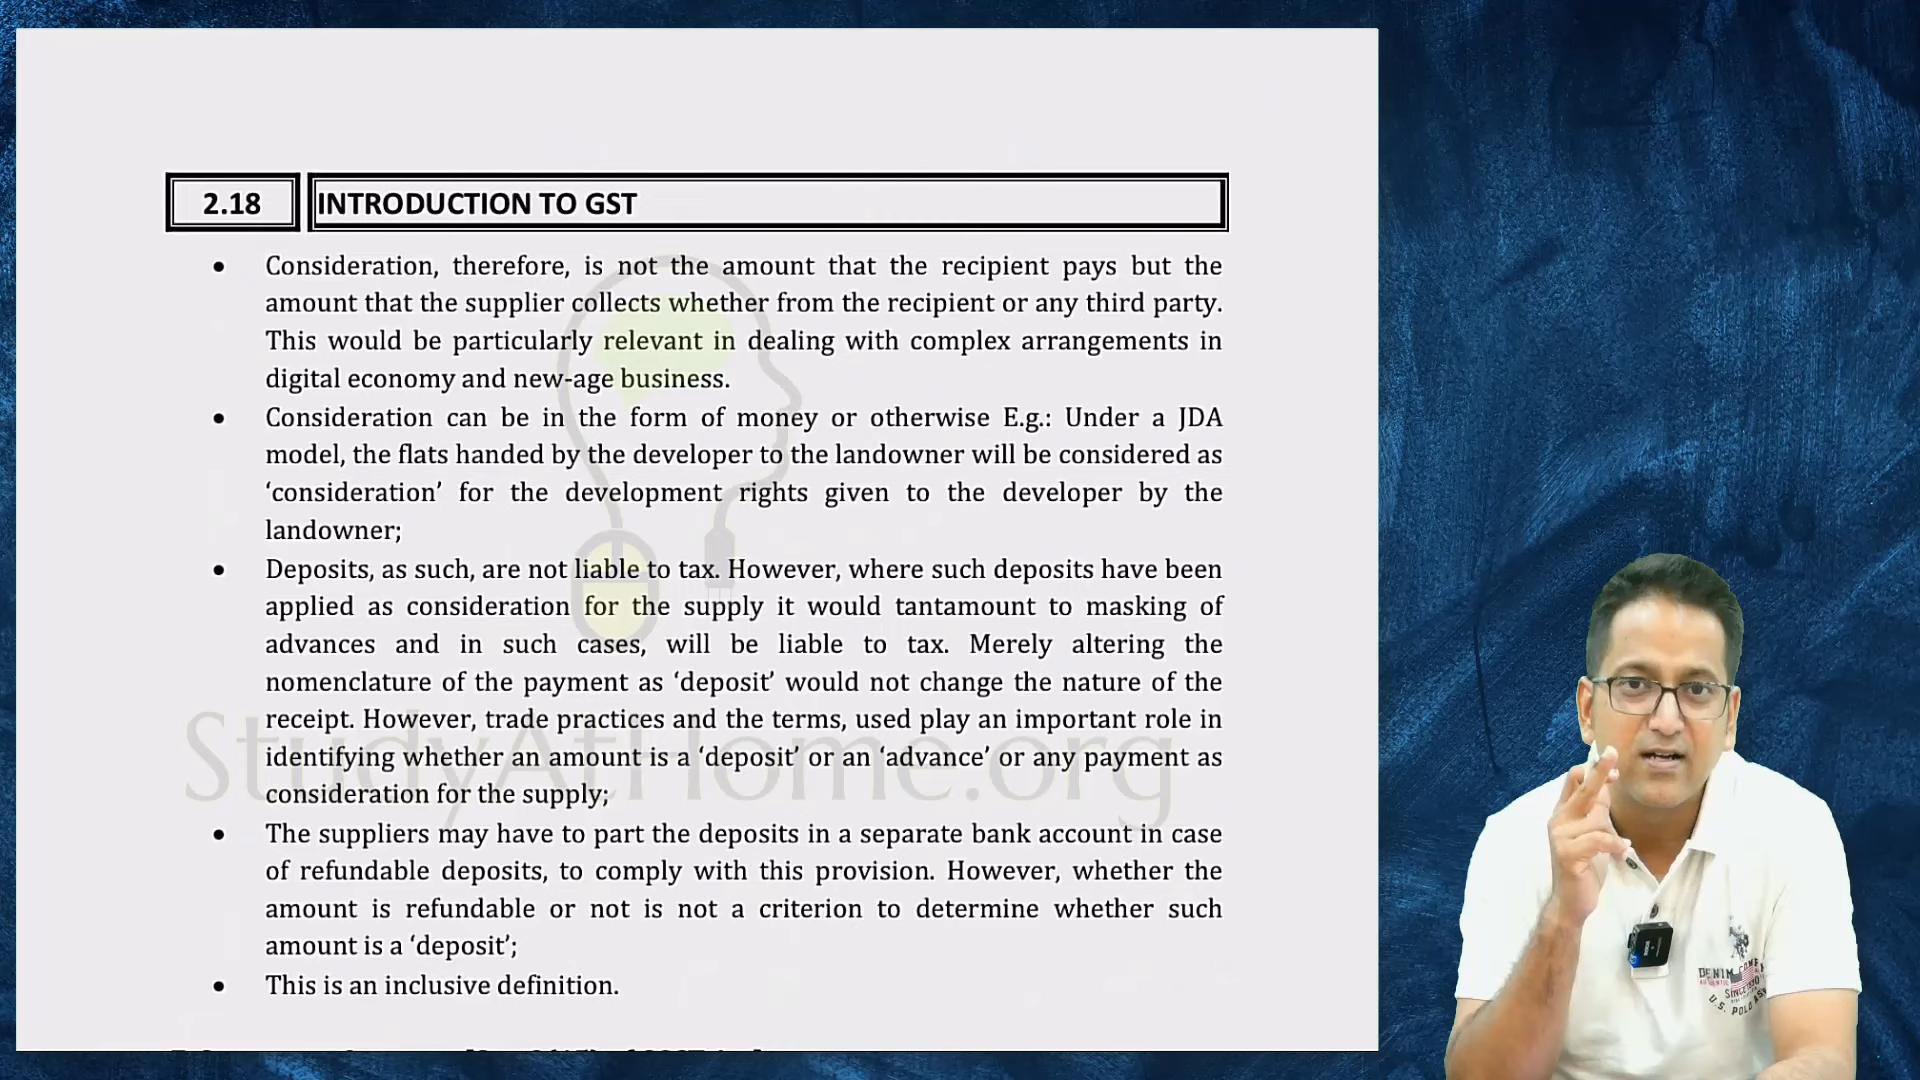 2.18 INTRODUCTION TO GST
• Consideration, therefore, is not the amount that the recipient pays but the
amount that the supplier collects whether from the recipient or any third party.
This would be particularly relevant in dealing with complex arrangements in
digital economy and new-age business.
• Consideration can be in the form of money or otherwise E.g.: Under a JDA
model, the flats handed by the developer to the landowner will be considered as
‘consideration’ for the development rights given to the developer by the
landowner;
• Deposits, as such, are not liable to tax. However, where such deposits have been
applied as consideration for the supply it would tantamount to masking of
advances and in such cases, will be liable to tax. Merely altering the
nomenclature of the payment as ‘deposit’ would not change the nature of the
receipt. However, trade practices and the terms, used play an important role in
identifying whether an amount is a ‘deposit’ or an ‘advance’ or any payment as
consideration for the supply;
• The suppliers may have to part the deposits in a separate bank account in case
of refundable deposits, to comply with this provision. However, whether the
amount is refundable or not is not a criterion to determine whether such
amount is a ‘deposit’;
• This is an inclusive definition.
StudyAtHome.org
U.S. POLO